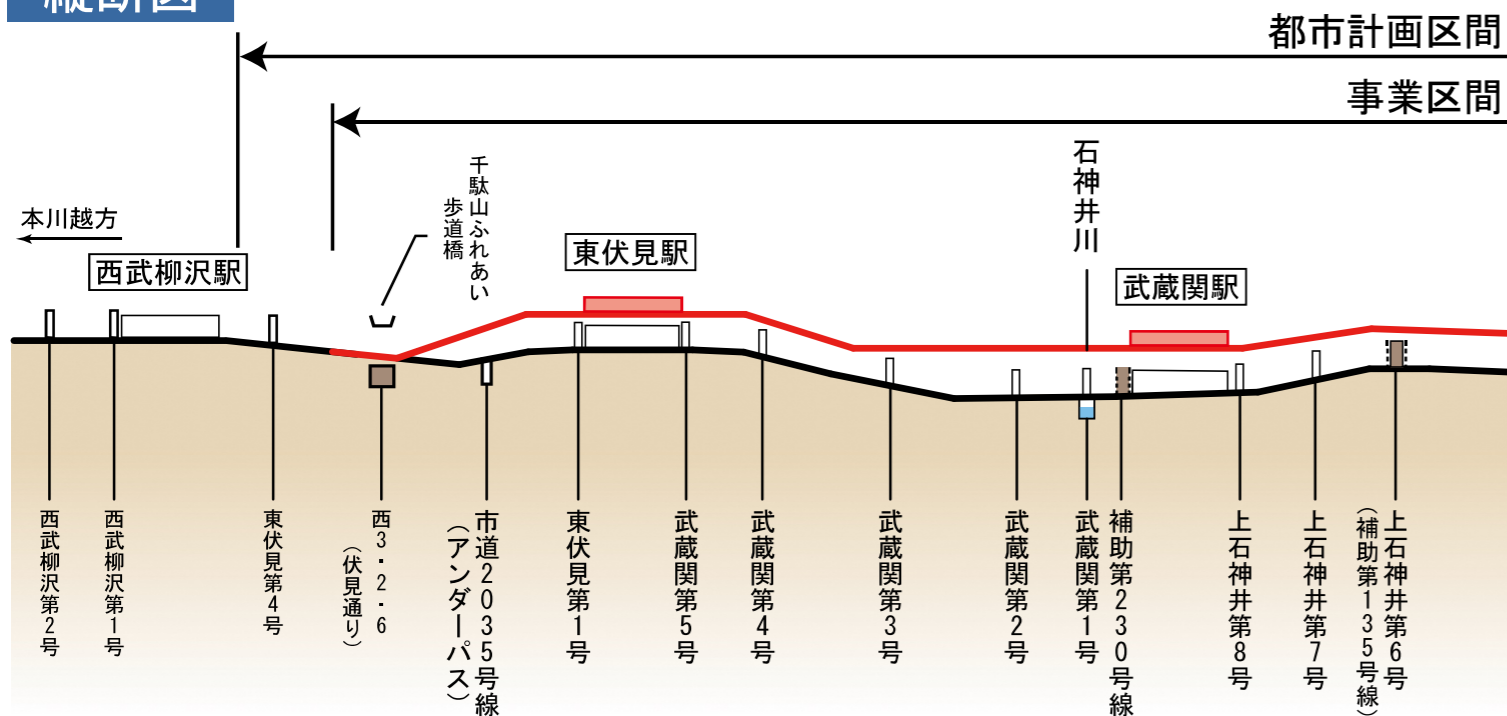 縦断図
都市計画区間
事業区間
本川越方
西武柳沢駅
千駄山ふれあい
歩道橋
東伏見駅
石神井川
武蔵関駅
西武柳沢第2号
西武柳沢第1号
東伏見第4号
西3・2・6
（伏見通り）
市道2035号線
（アンダーパス）
東伏見第1号
武蔵関第5号
武蔵関第4号
武蔵関第3号
武蔵関第2号
武蔵関第1号
補助第230号線
上石神井第8号
上石神井第7号
上石神井第6号
（補助第135号線）